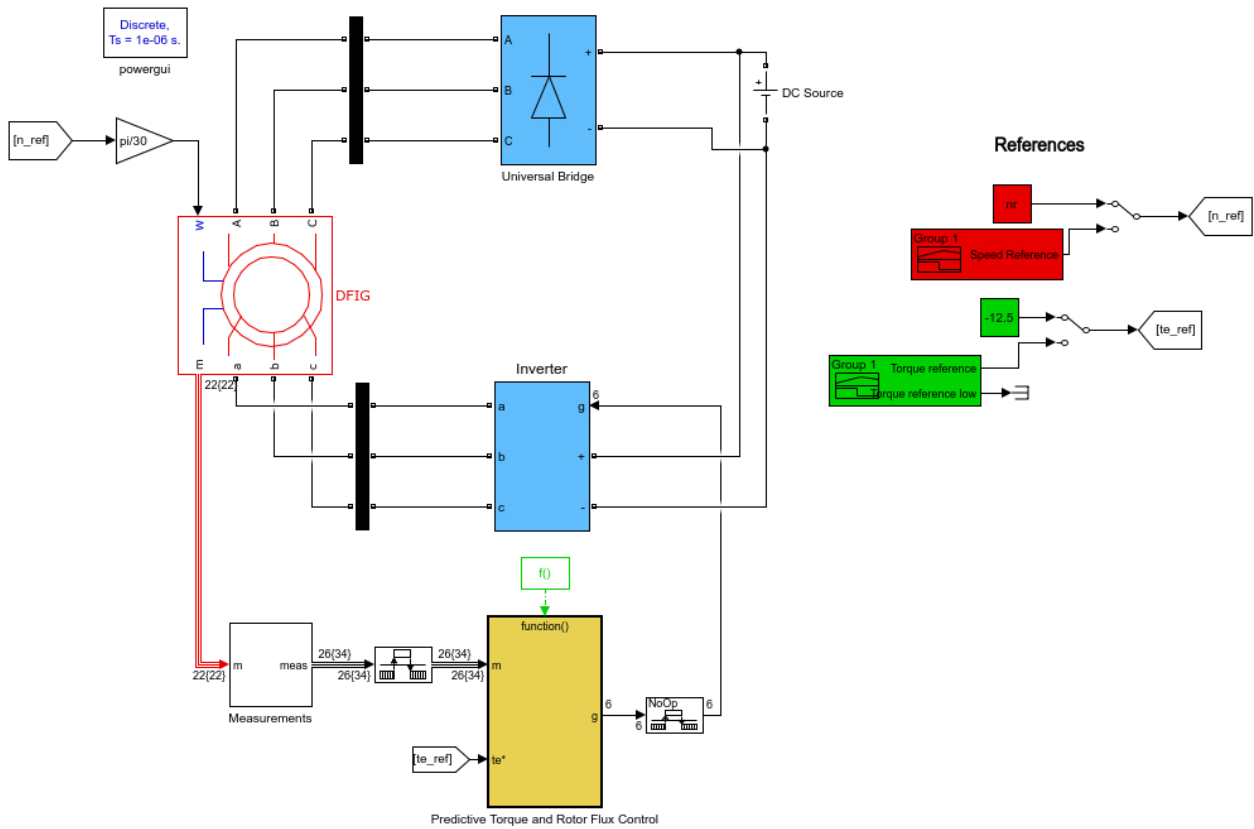 Discrete,
Ts = 1e-06 s.
powergui
[n_ref]
pi/30
A
B
C
+
-
Universal Bridge
+
DC Source
w
A
B
C
DFIG
m
a
b
c
22{22}
Inverter
a
b
c
6
g
+
-
References
nr
[n_ref]
Group 1
Speed Reference
-12.5
[te_ref]
Group 1
Torque reference
Torque reference low
f()
function()
22{22}
m
meas
Measurements
26{34}
26{34}
26{34}
26{34}
m
g
te*
[te_ref]
6
6
NoOp
6
Predictive Torque and Rotor Flux Control